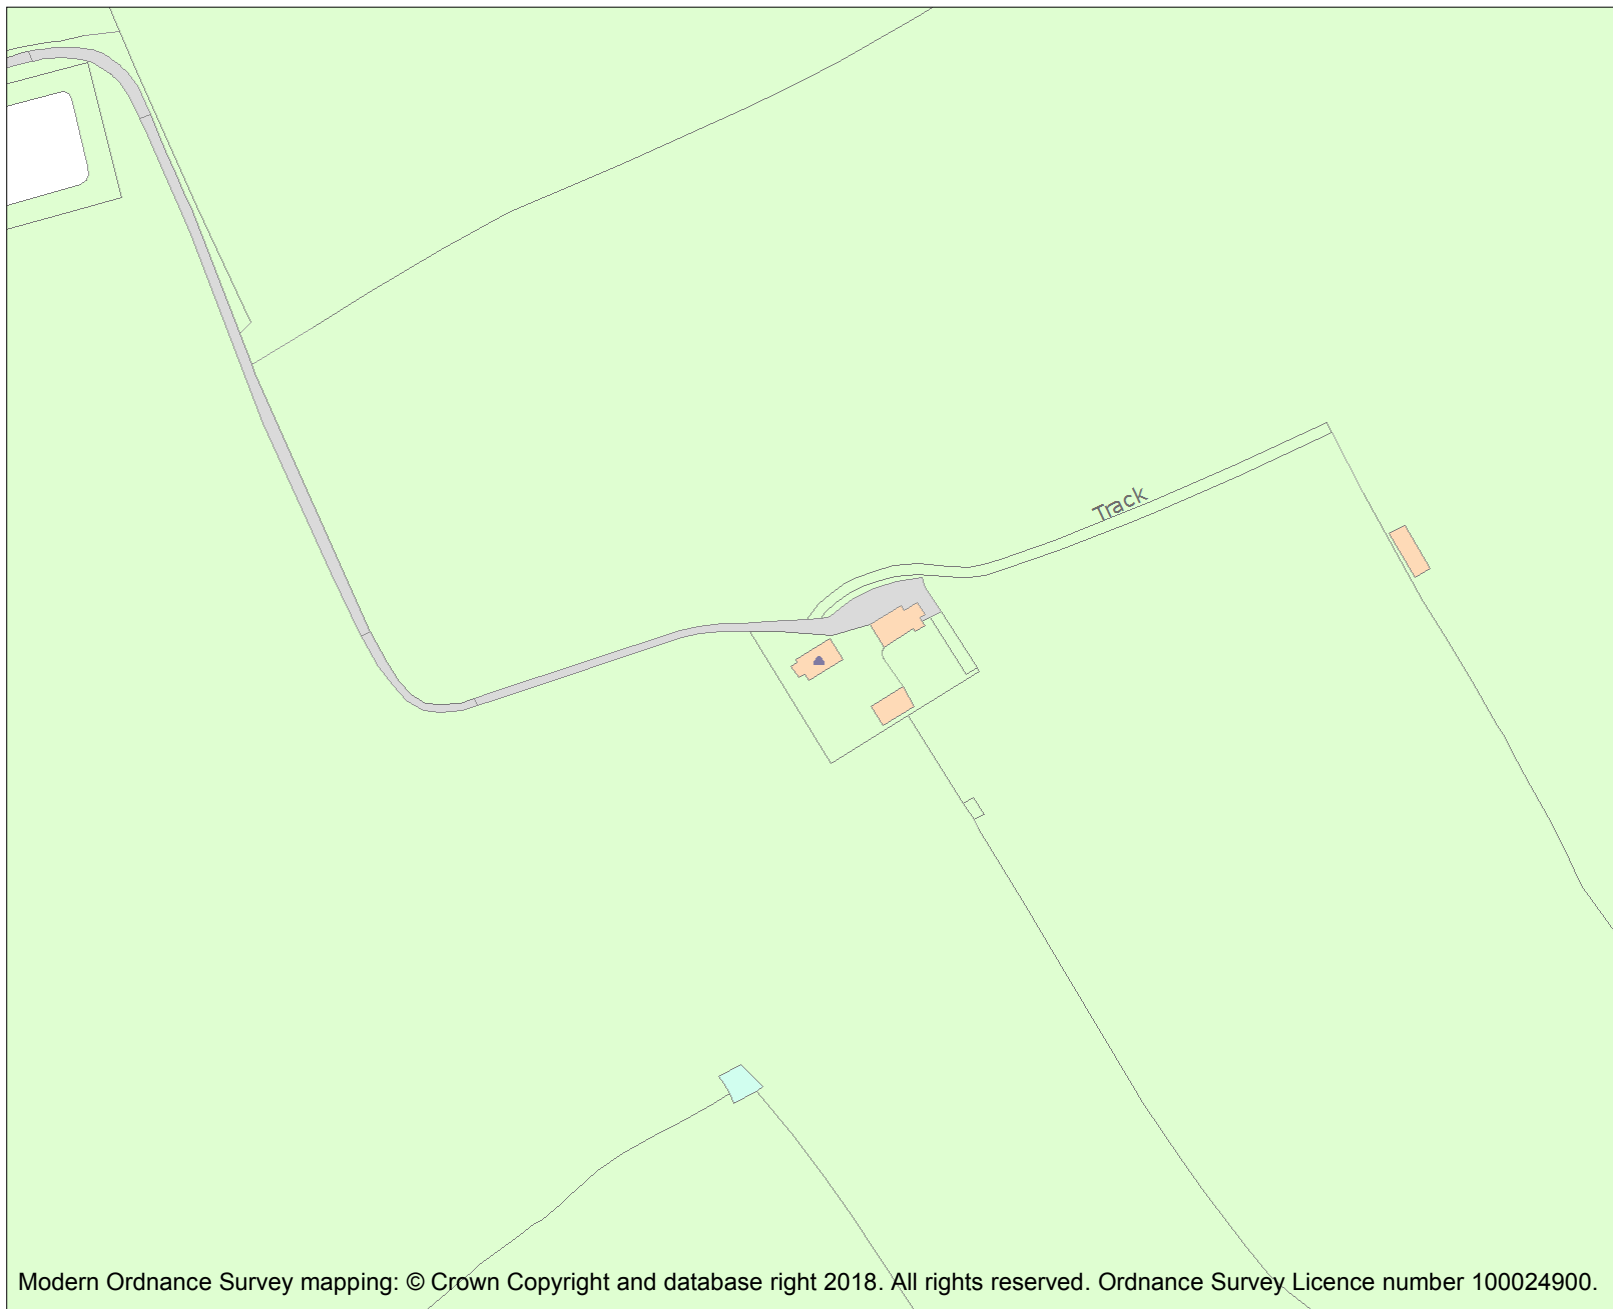 Track
Modern Ordnance Survey mapping: © Crown Copyright and database right 2018. All rights reserved. Ordnance Survey Licence number 100024900.